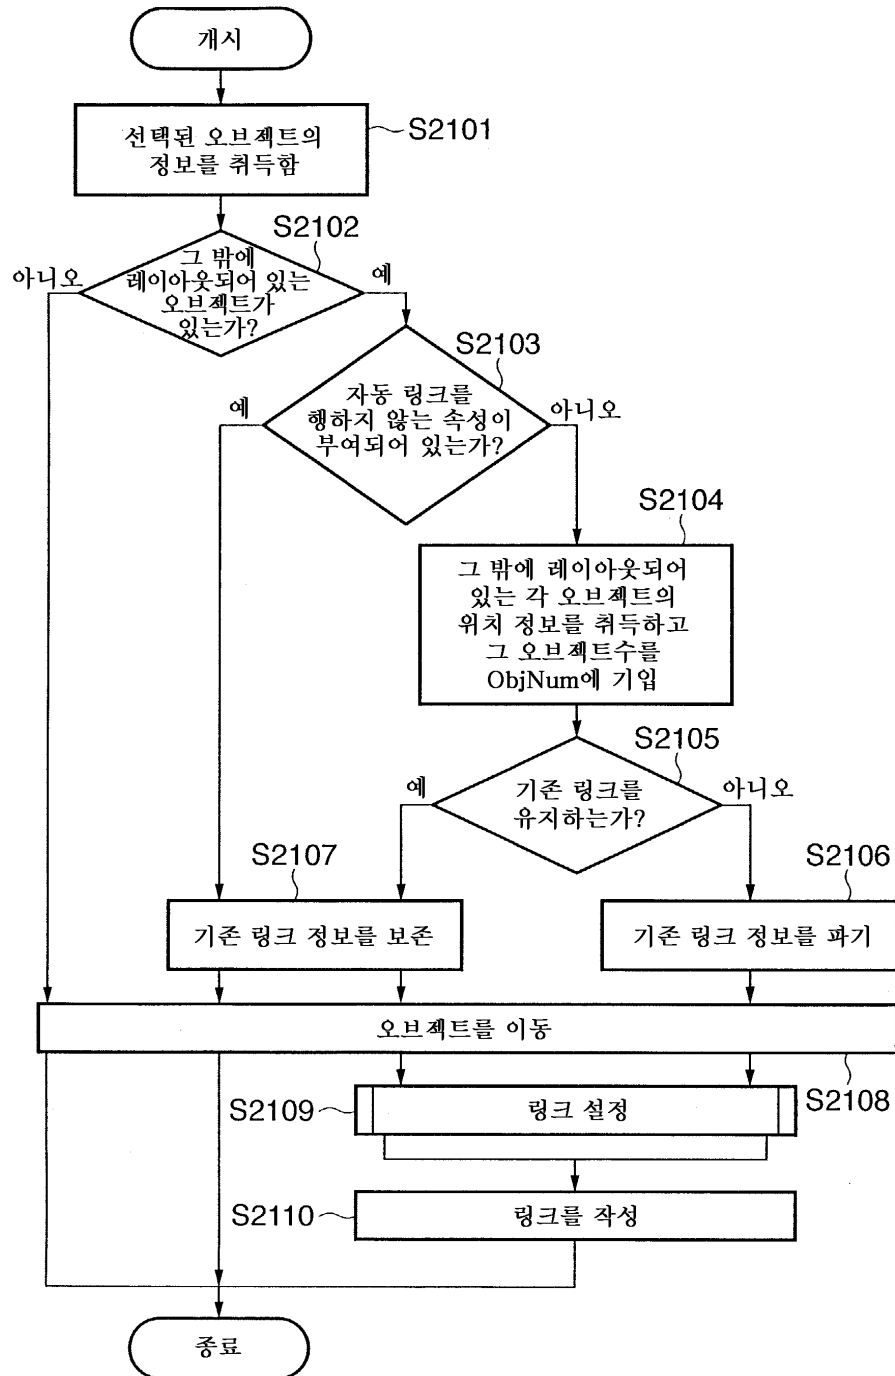 개시
선택된 오브젝트의
정보를 취득함
S2101
S2102
그 밖에
레이아웃되어 있는
오브젝트가
있는가?
아니오
예
S2103
자동 링크를
행하지 않는 속성이
부여되어 있는가?
예
아니오
S2104
그 밖에 레이아웃되어
있는 각 오브젝트의
위치 정보를 취득하고
그 오브젝트수를
ObjNum에 기입
S2105
기존 링크를
유지하는가?
예
아니오
S2107
기존 링크 정보를 보존
S2106
기존 링크 정보를 파기
오브젝트를 이동
S2108
S2109
링크 설정
S2110
링크를 작성
종료